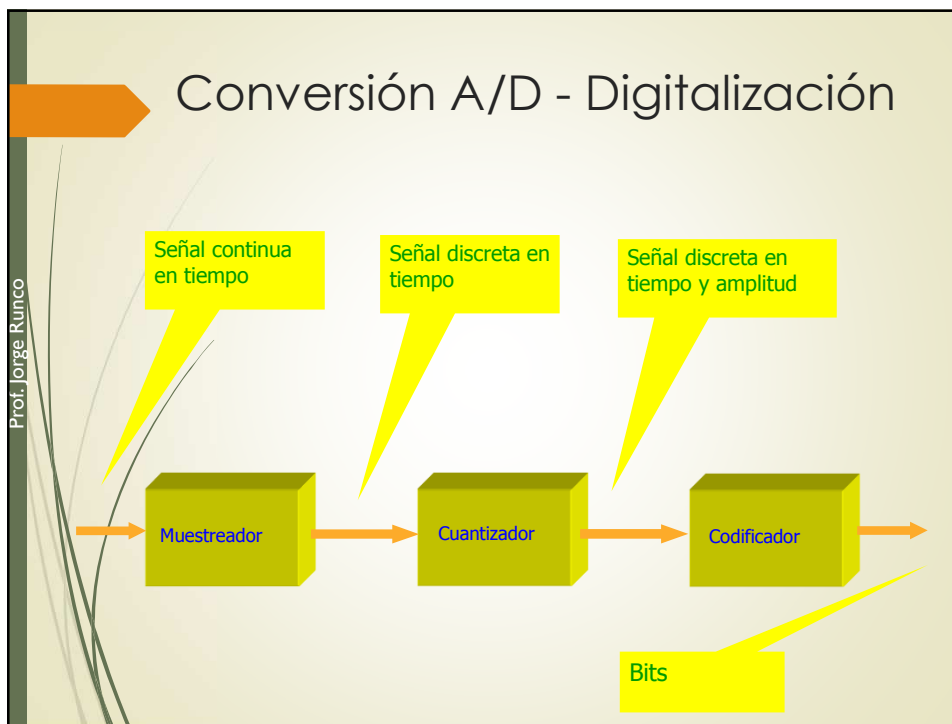 Conversión A/D - Digitalización
Señal continua
en tiempo
Señal discreta en
tiempo
Señal discreta en
tiempo y amplitud
Prof. Jorge Runco
Muestreador
Cuantizador
Codificador
Bits